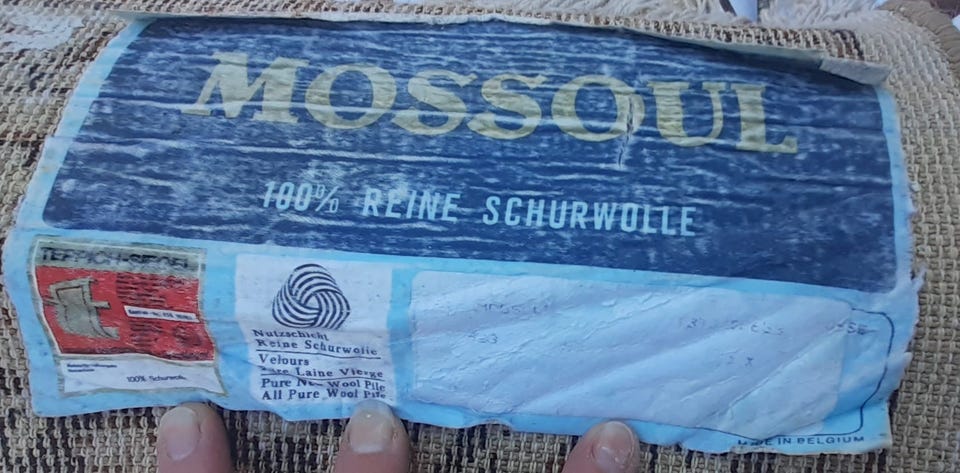 MOSSOUL
100% REINE SCHURWOLLE
TEPPICH-SIEGEL
100% Schurwolle
Nutzschicht
Reine Schurwolle
Velours
Pure Laine Vierge
Pure New Wool Pile
All Pure Wool Pile
MADE IN BELGIUM